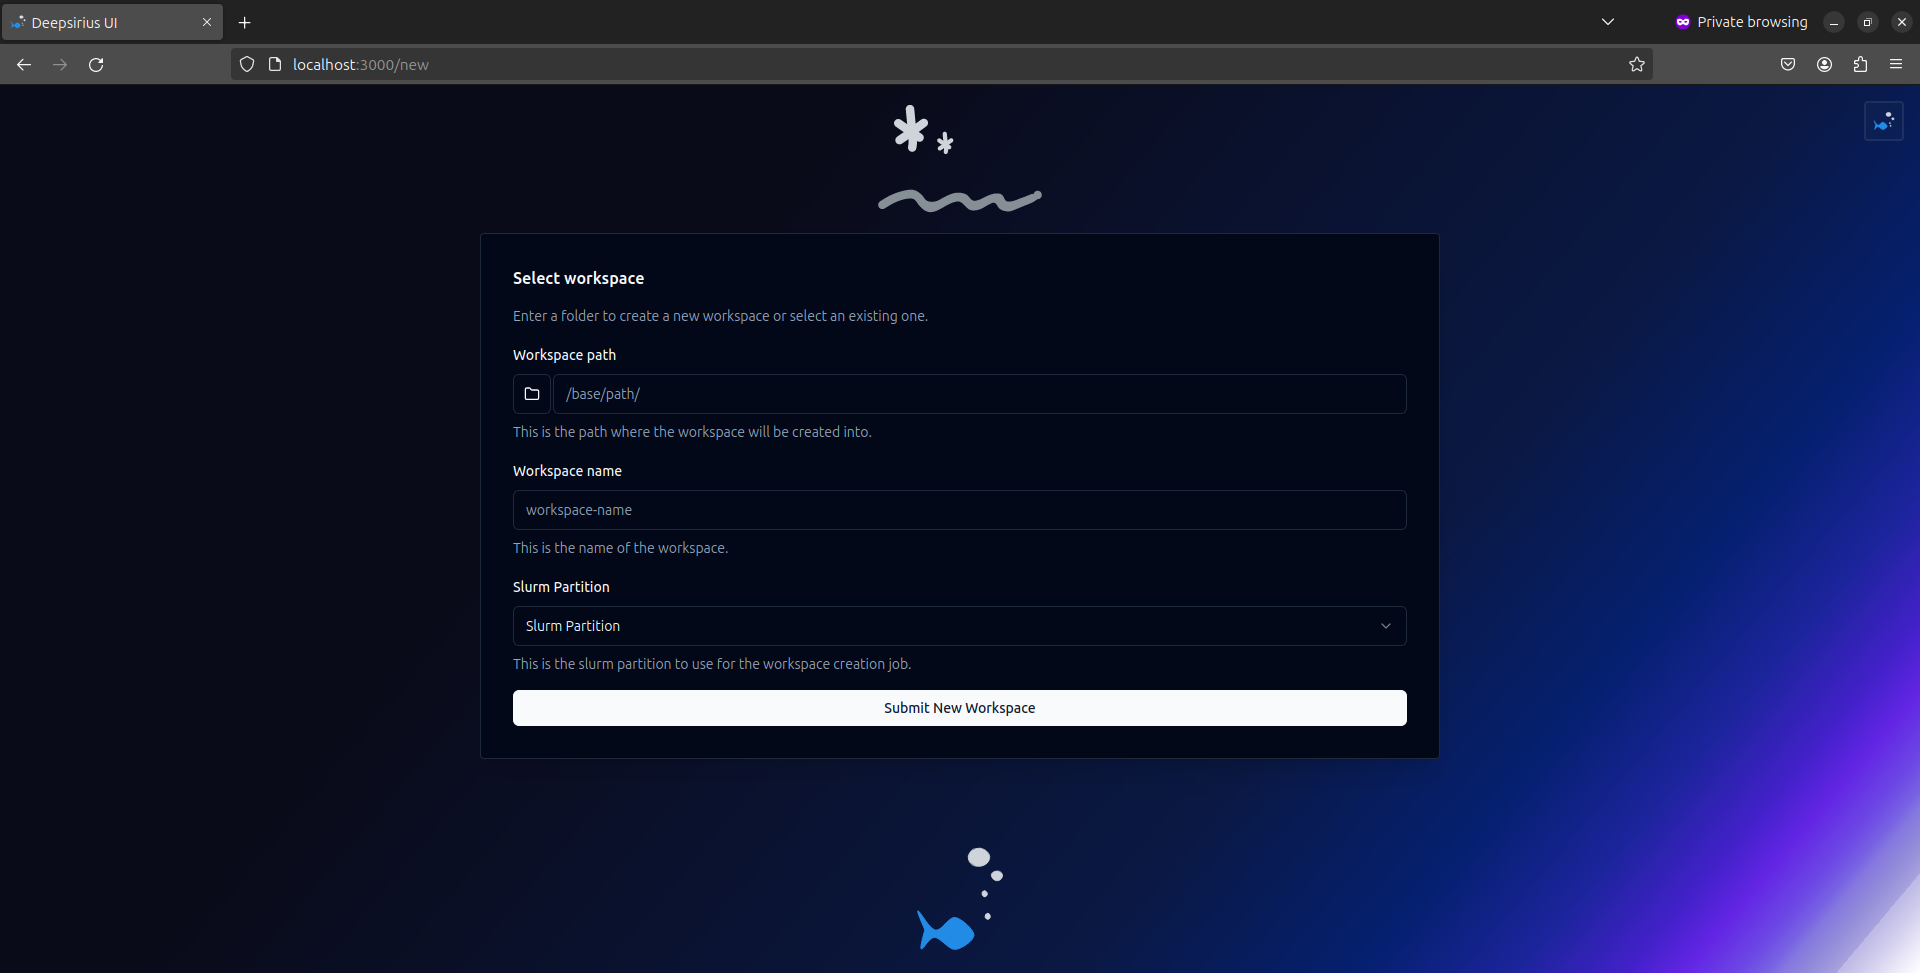 Deepsirius UI
Private browsing
localhost:3000/new
Select workspace
Enter a folder to create a new workspace or select an existing one.
Workspace path
/base/path/
This is the path where the workspace will be created into.
Workspace name
workspace-name
This is the name of the workspace.
Slurm Partition
Slurm Partition
This is the slurm partition to use for the workspace creation job.
Submit New Workspace